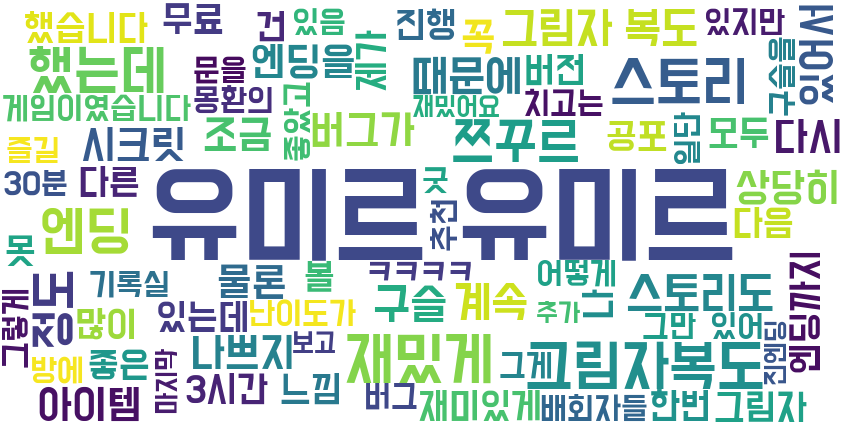 했습니다 무료 건 있음 진행 꼭 그림자 복도 있지만
했는데 문을 엔딩을 제가 때문에 버전 스토리 구슬을 있어서
게임이였습니다 몽환의 좋았고 재밌어요 치고는
즐길 시크릿 조금 버그가 쯔꾸르 공포 일단 모두 다시
30분 다른 유미르 유미르 굿 상당히
엔딩 추천 다음
못 기록실 물론 볼 ㅋㅋㅋㅋ 어떻게 엔딩까지
그렇게 정도 많이 있는데 난이도가 구슬 계속 추가 더 스토리도
방에 좋은 마지막 나쁘지 보고 재밌게 그게 그림자복도 그만 있어 진엔딩
아이템 3시간 느낌 버그 재미있게 배회자들 한번 그림자